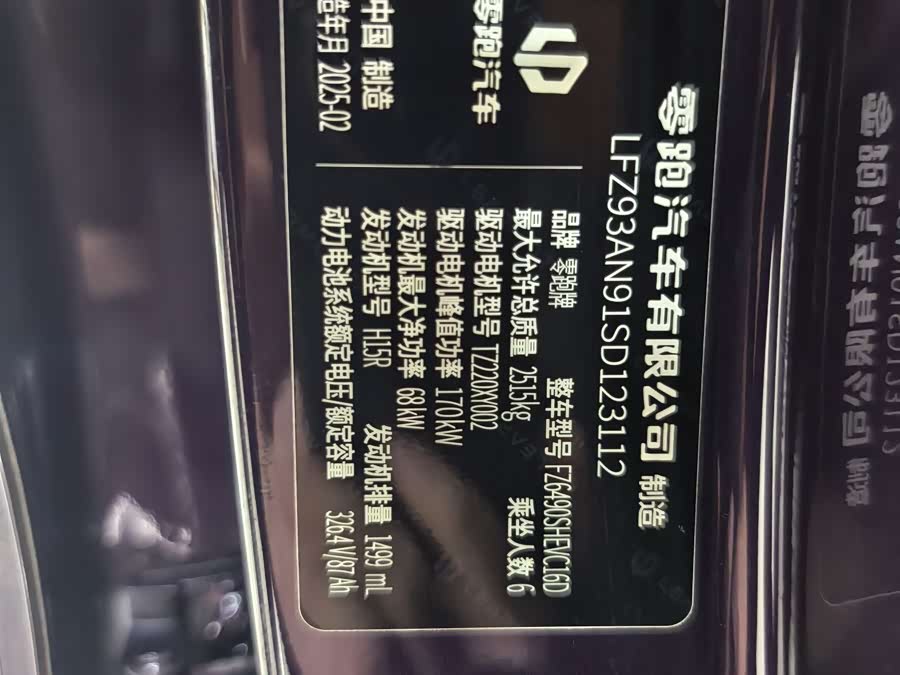 零跑汽车有限公司 制造
LFZ93AN91SD123112
零跑汽车
中国 制造
造年月 2025-02
品牌 零跑牌 整车型号 FZ6490SHEVC16D
最大允许总质量 2515kg 乘坐人数 6
驱动电机型号 TZ220XY002
驱动电机峰值功率 170kW
发动机最大净功率 68kW
发动机型号 H15R 发动机排量 1499 mL
动力电池系统额定电压/额定容量 326.4 V/87 Ah